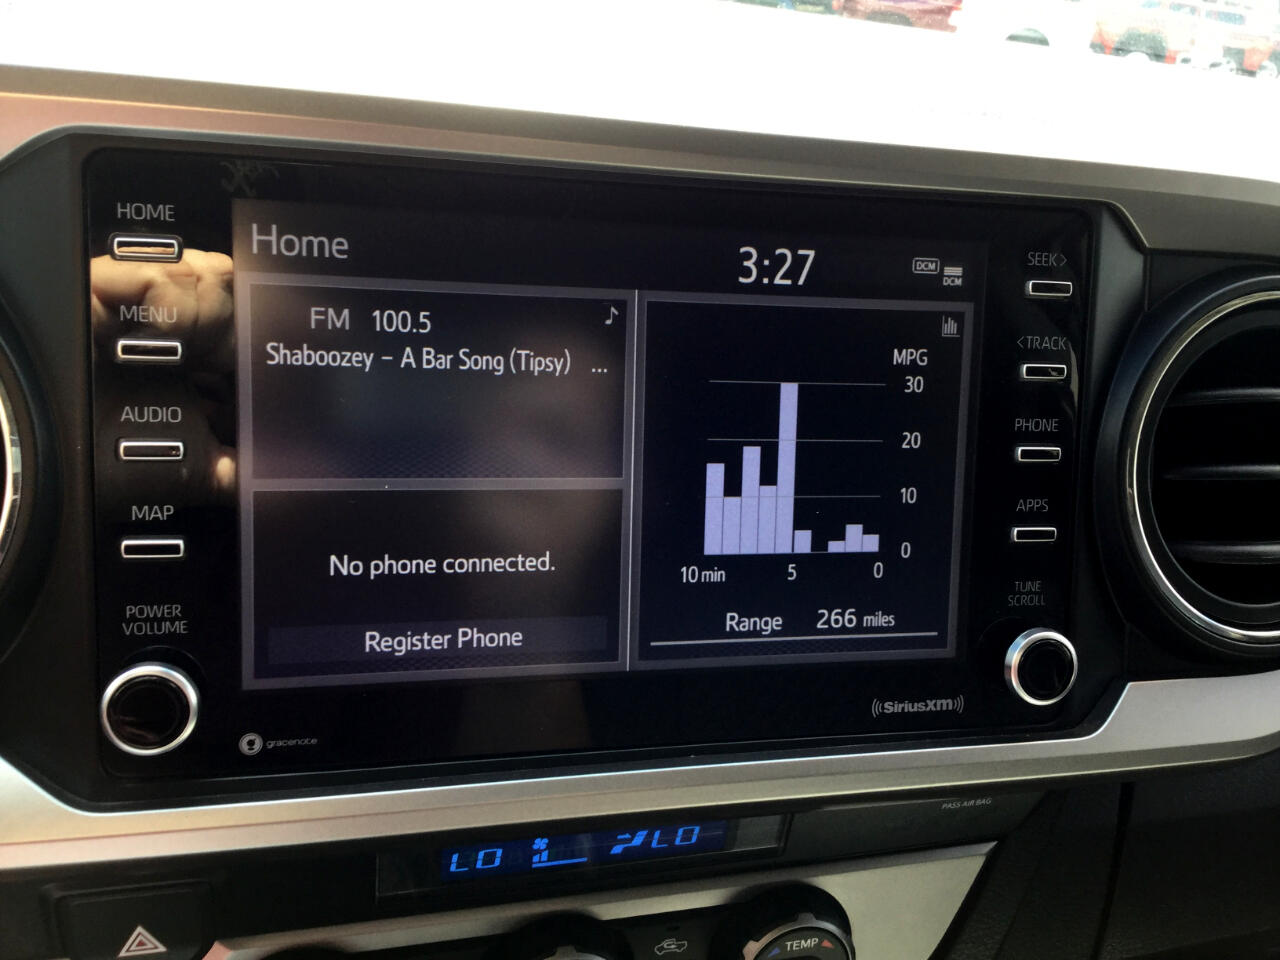 HOME
MENU
AUDIO
MAP
POWER
VOLUME
Home
3:27
DCM
DCM
FM 100.5
Shaboozey – A Bar Song (Tipsy) ...
No phone connected.
Register Phone
MPG
30
20
10
0
10 min 5 0
Range 266 miles
SEEK>
<TRACK
PHONE
APPS
TUNE
SCROLL
gracenote
((SiriusXM))
PASS AIR BAG
LO LO
TEMP